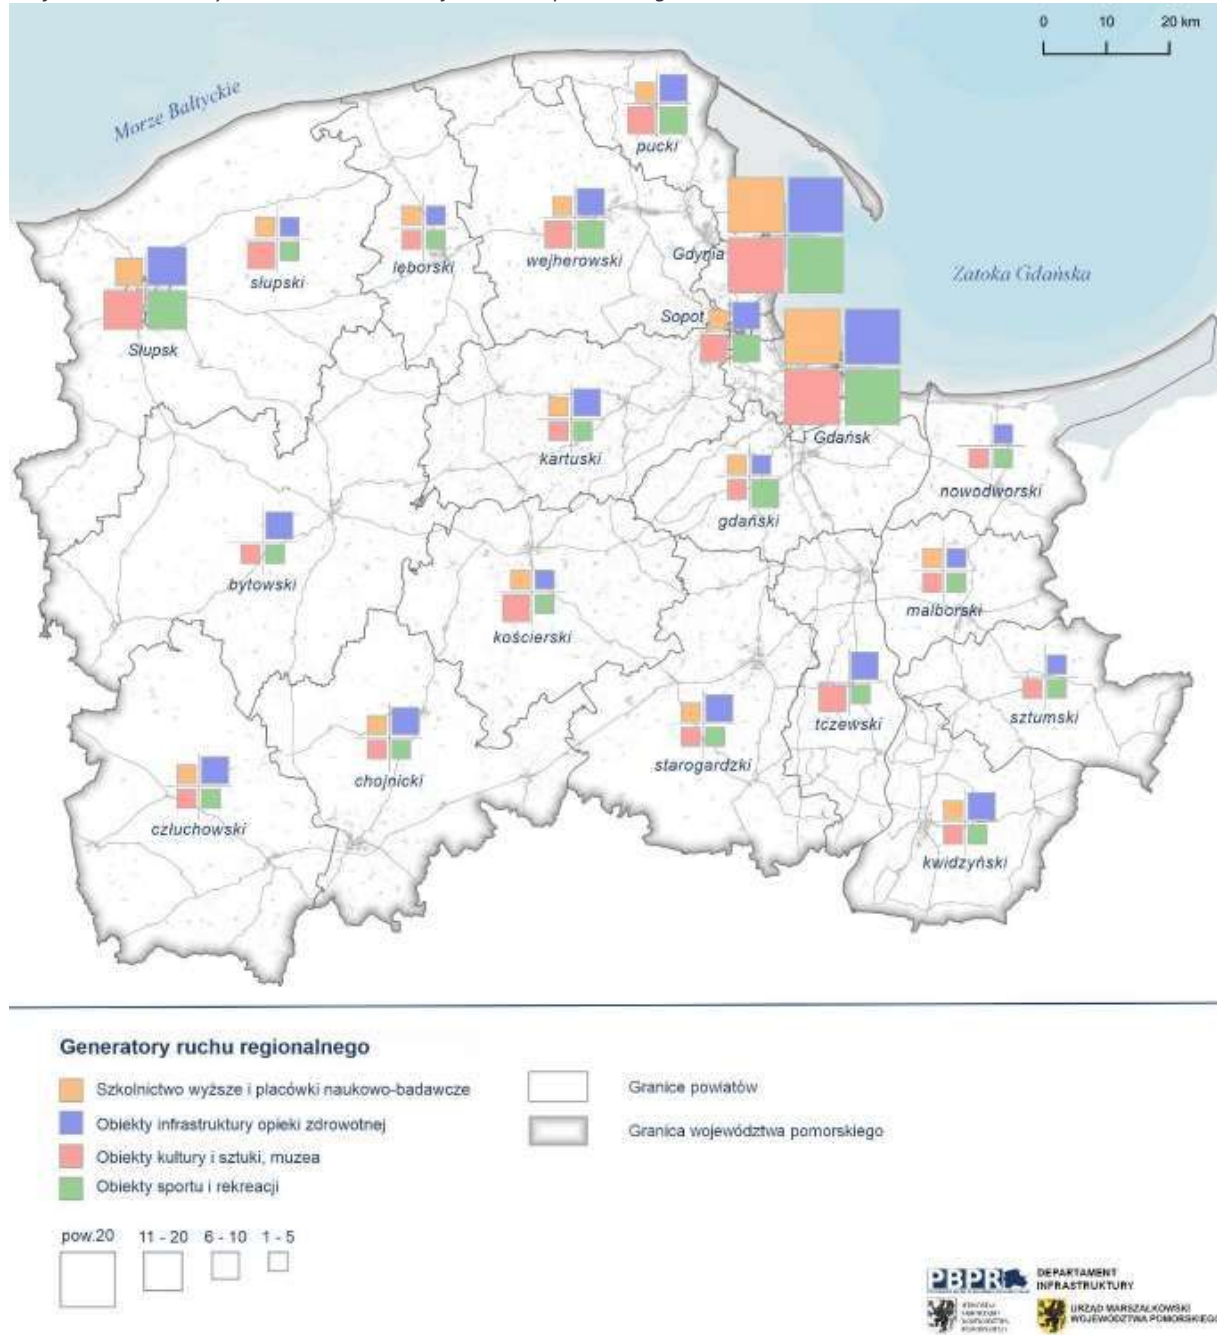 0 10 20 km
Morze Bałtyckie
pucki
słupski
lęborski
wejherowski
Gdynia
Zatoka Gdańska
Sopot
Słupsk
Gdańsk
kartuski
nowodworski
gdański
bytowski
malborski
kościerski
sztumski
tczewski
starogardzki
chojnicki
człuchowski
kwidzyński
Generatory ruchu regionalnego
Szkolnictwo wyższe i placówki naukowo-badawcze
Obiekty infrastruktury opieki zdrowotnej
Obiekty kultury i sztuki, muzea
Obiekty sportu i rekreacji
Granice powiatów
Granica województwa pomorskiego
pow.20 11 - 20 6 - 10 1 - 5
PBPR
DEPARTAMENT
INFRASTRUKTURY
URZĄD MARSZAŁKOWSKI
WOJEWÓDZTWA POMORSKIEGO